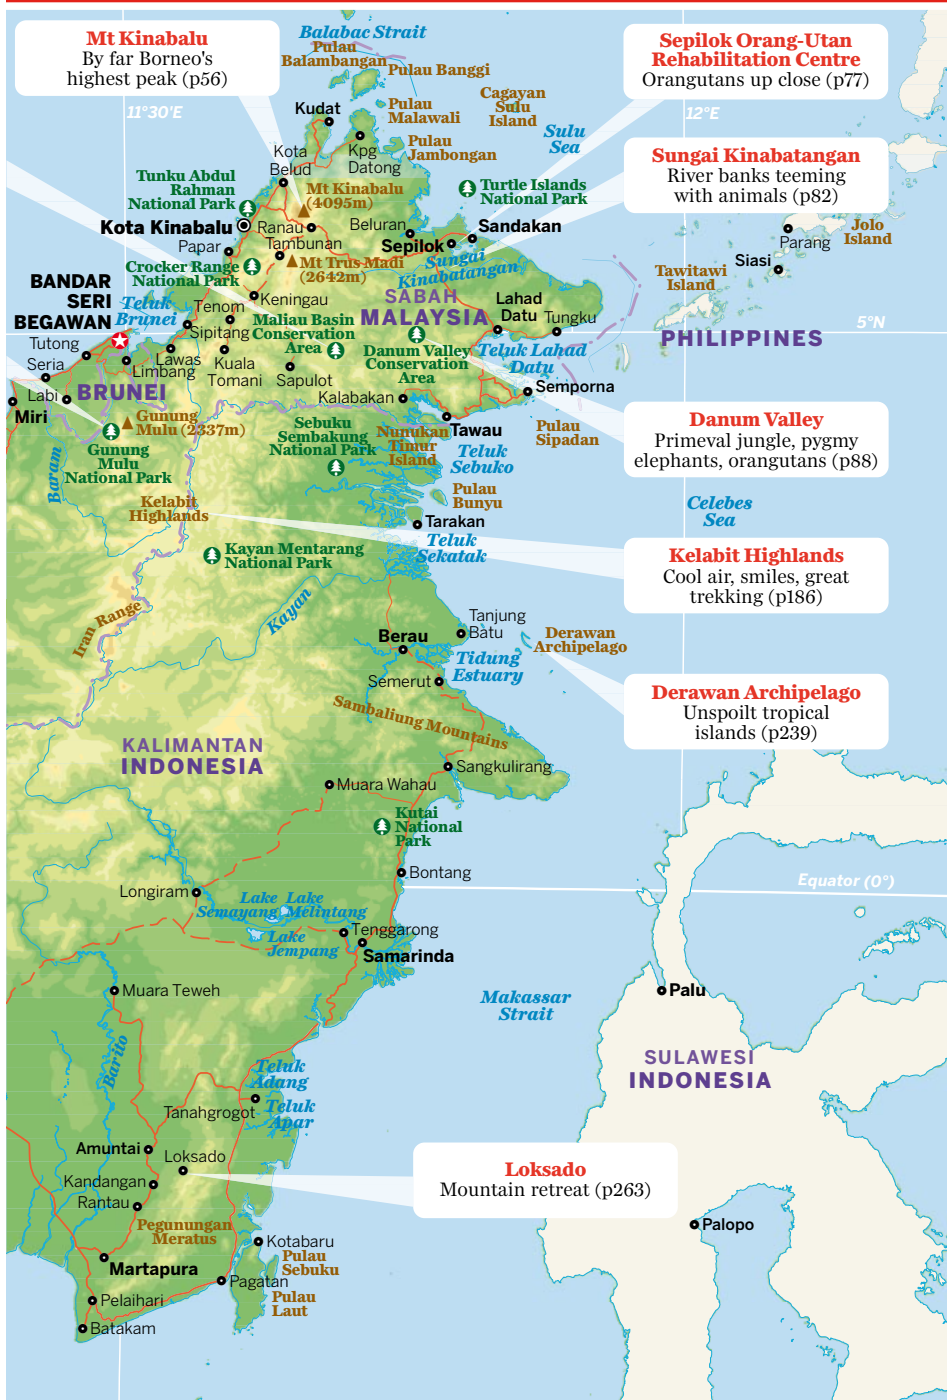 Mt Kinabalu
By far Borneo's
highest peak (p56)
Balabac Strait
Pulau
Balambangan
Pulau Banggi
Sepilok Orang-Utan
Rehabilitation Centre
Orangutans up close (p77)
11°30'E
Kudat
Pulau
Malawali
Cagayan
Sulu
Island
12°E
Sulu
Sea
Kota
Belud
Kpg
Datong
Pulau
Jambongan
Sungai Kinabatangan
River banks teeming
with animals (p82)
Tunku Abdul
Rahman
National Park
Mt Kinabalu
(4095m)
Turtle Islands
National Park
Kota Kinabalu
Ranau
Beluran
Sandakan
Jolo
Island
Parang
Papar
Tambunan
Sepilok
Siasi
Crocker Range
National Park
Mt Trus Madi
(2642m)
Sungai
Kinabatangan
Tawitawi
Island
BANDAR
SERI
BEGAWAN
Teluk
Brunei
Keningau
SABAH
MALAYSIA
Lahad
Datu
Tungku
5°N
Tenom
Sipitang
Maliau Basin
Conservation
Area
PHILIPPINES
Tutong
Seria
Lawas
Limbang
Kuala
Tomani
Danum Valley
Conservation
Area
Teluk Lahad
Datu
Sapulot
Labi
BRUNEI
Kalabakan
Semporna
Miri
Gunung
Mulu (2337m)
Sebuku
Sembakung
National Park
Nunukan
Timur
Island
Tawau
Pulau
Sipadan
Danum Valley
Primeval jungle, pygmy
elephants, orangutans (p88)
Gunung
Mulu
National Park
Teluk
Sebuko
Baram
Kelabit
Highlands
Pulau
Bunyu
Celebes
Sea
Tarakan
Teluk
Sekatak
Kayan Mentarang
National Park
Kelabit Highlands
Cool air, smiles, great
trekking (p186)
Iran Range
Kayan
Tanjung
Batu
Berau
Derawan
Archipelago
Tidung
Estuary
Semerut
Derawan Archipelago
Unspoilt tropical
islands (p239)
Sambaliung Mountains
KALIMANTAN
INDONESIA
Sangkulirang
Muara Wahau
Kutai
National
Park
Bontang
Equator (0°)
Longiram
Lake
Semayang
Lake
Melintang
Lake
Jempang
Tenggarong
Samarinda
Muara Teweh
Makassar
Strait
Palu
Barito
SULAWESI
INDONESIA
Teluk
Adang
Tanahgrogot
Teluk
Apar
Amuntai
Loksado
Loksado
Mountain retreat (p263)
Kandangan
Rantau
Pegunungan
Meratus
Palopo
Kotabaru
Martapura
Pulau
Sebuku
Pagatan
Pelaihari
Pulau
Laut
Batakam